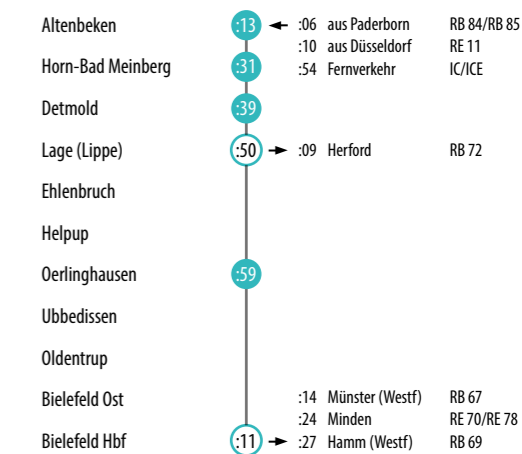 Altenbeken :13 :06 aus Paderborn RB 84/RB 85
:10 aus Düsseldorf RE 11
Horn-Bad Meinberg :31 :54 Fernverkehr IC/ICE
Detmold :39
Lage (Lippe) :50 :09 Herford RB 72
Ehlenbruch
Helpup
Oerlinghausen :59
Ubbedissen
Oldentrup
Bielefeld Ost :14 Münster (Westf) RB 67
:24 Minden RE 70/RE 78
Bielefeld Hbf :11 :27 Hamm (Westf) RB 69